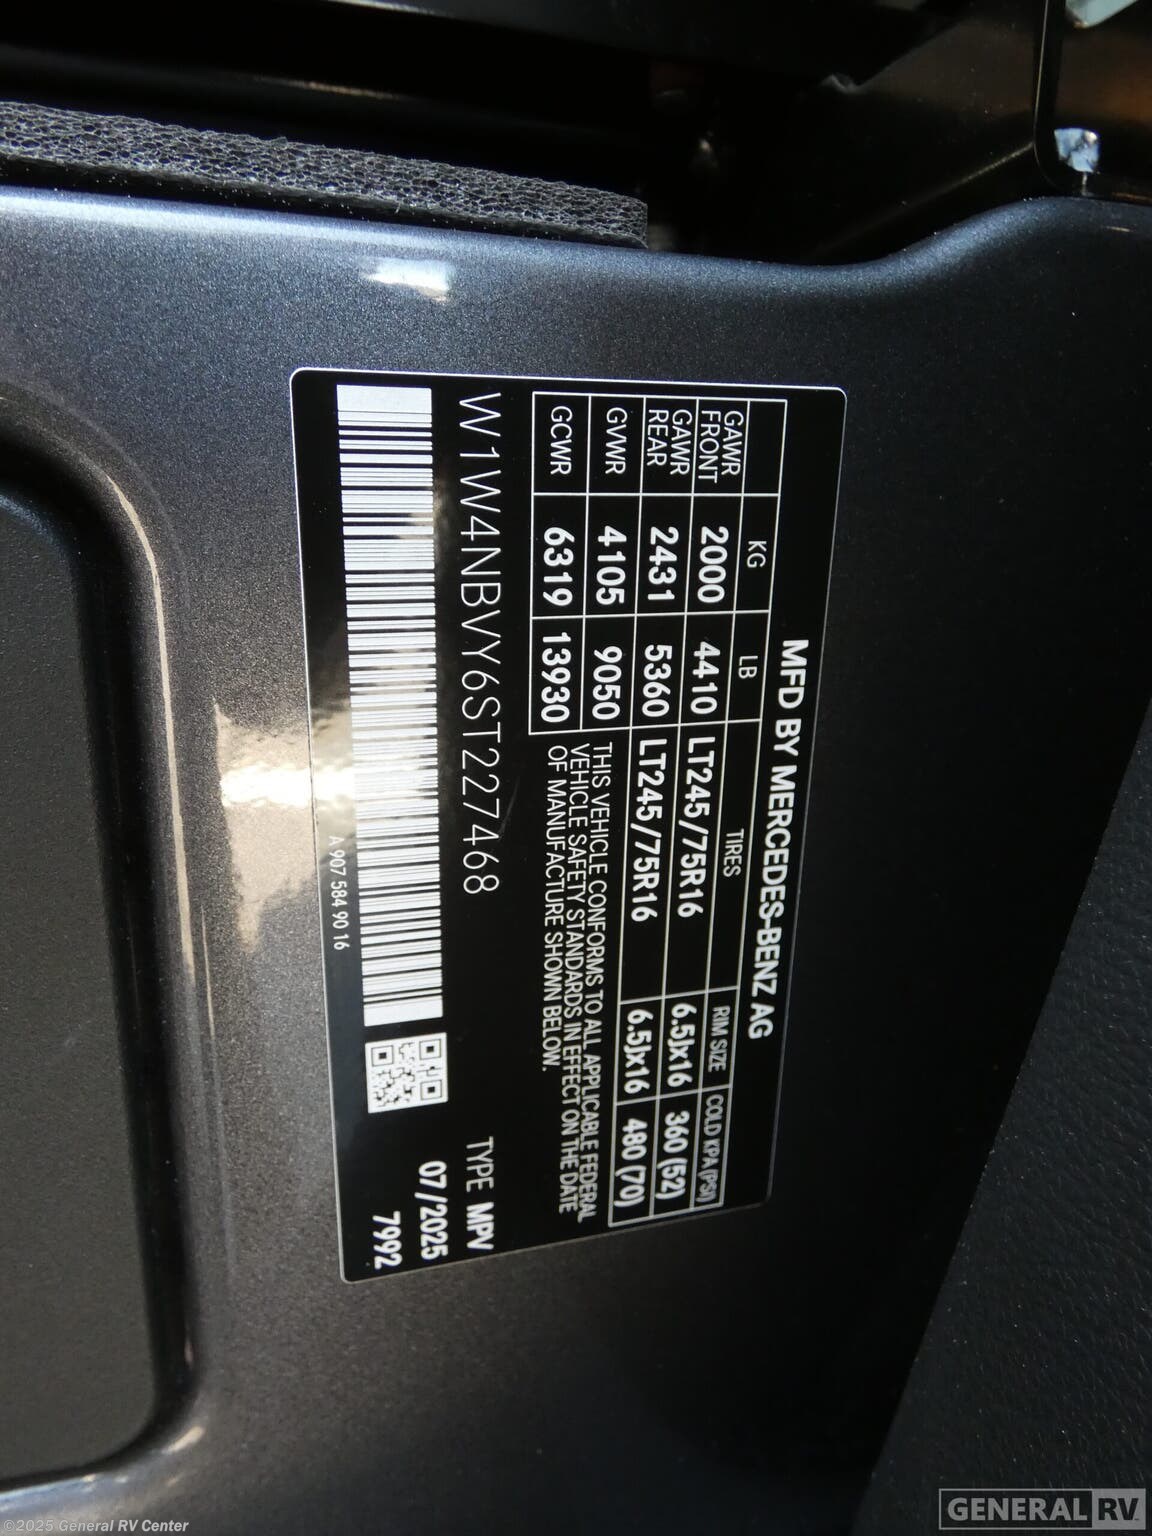 MFD BY MERCEDES-BENZ AG
KG LB TIRES RIM SIZE COLD KPA (PSI)
GAWR FRONT 2000 4410 LT245/75R16 6.5Jx16 360 (52)
GAWR REAR 2431 5360 LT245/75R16 6.5Jx16 480 (70)
GVWR 4105 9050
GCWR 6319 13930
THIS VEHICLE CONFORMS TO ALL APPLICABLE FEDERAL
VEHICLE SAFETY STANDARDS IN EFFECT ON THE DATE
OF MANUFACTURE SHOWN BELOW.
W1W4NBVY6ST227468
TYPE MPV
07/2025
7992
A 907 584 90 16
©2025 General RV Center
GENERAL RV